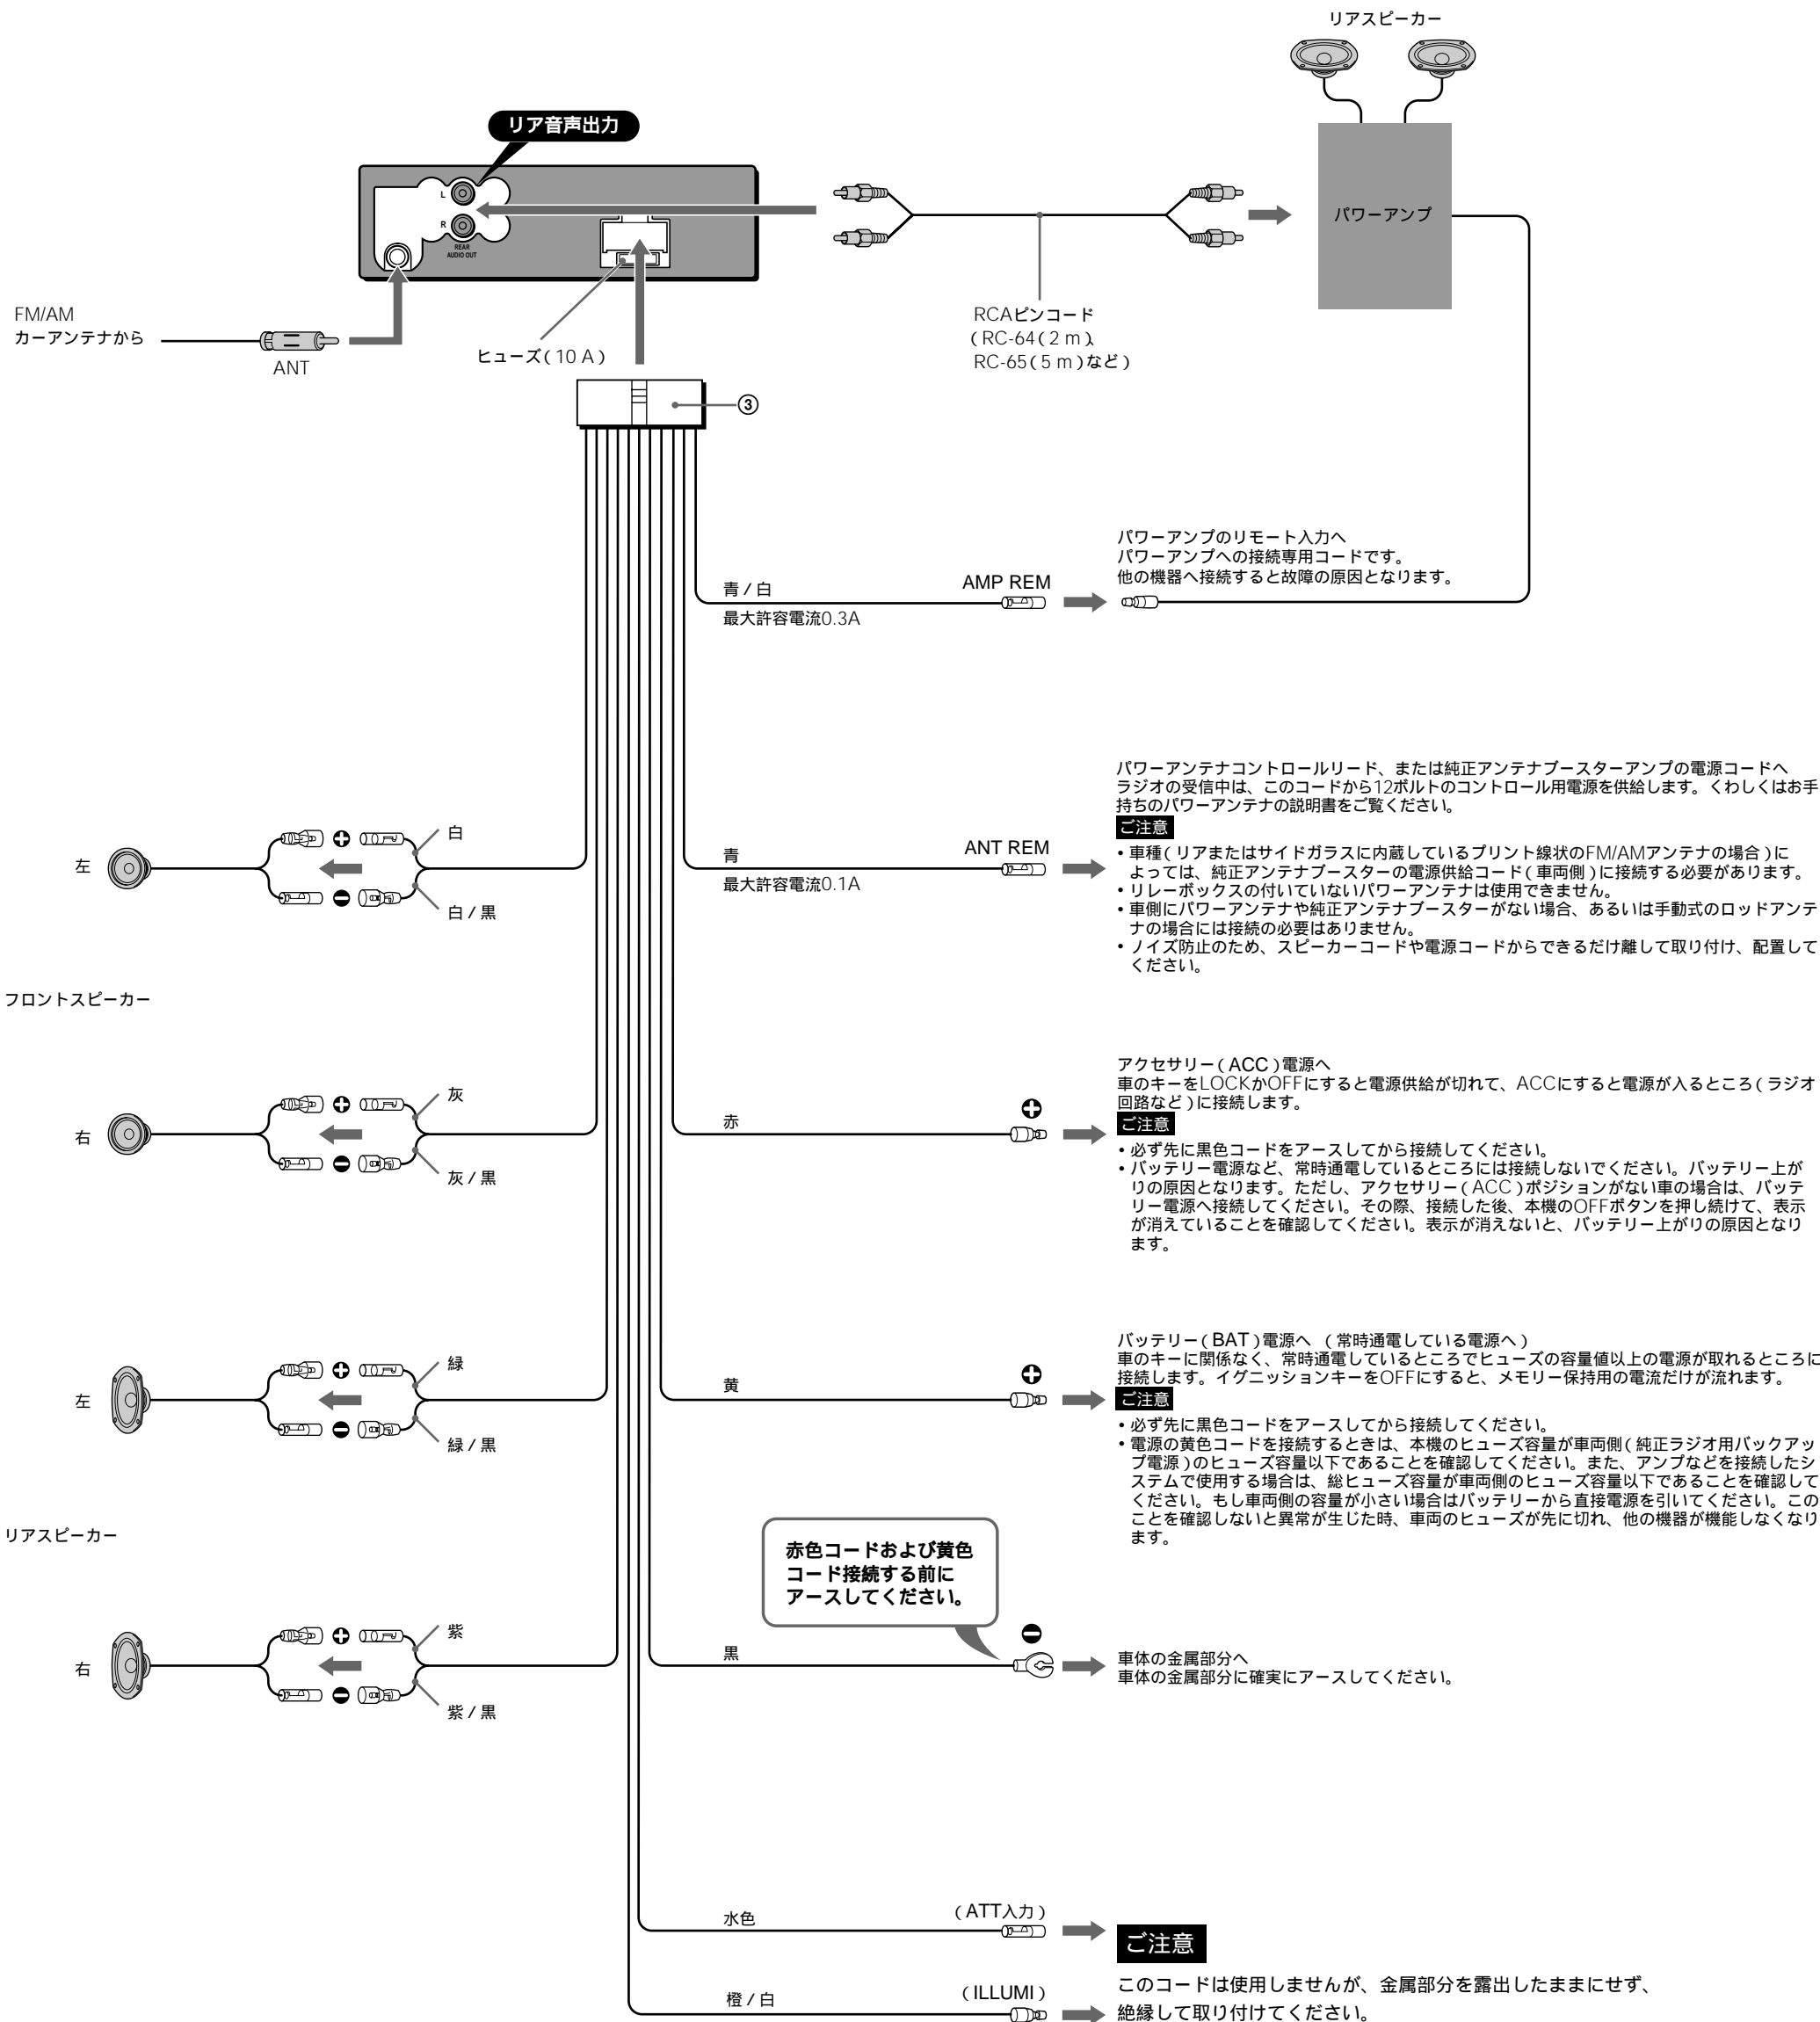 リアスピーカー
リア音声出力
L
R
REAR
AUDIO OUT
パワーアンプ
FM/AM
カーアンテナから
ANT
ヒューズ(10 A)
RCAピンコード
(RC-64(2 m)、
RC-65(5 m)など)
③
パワーアンプのリモート入力へ
パワーアンプへの接続専用コードです。
他の機器へ接続すると故障の原因となります。
青 / 白
AMP REM
最大許容電流0.3A
パワーアンテナコントロールリード、または純正アンテナブースターアンプの電源コードへ
ラジオの受信中は、このコードから12ボルトのコントロール用電源を供給します。くわしくはお手
持ちのパワーアンテナの説明書をご覧ください。
ご注意
• 車種(リアまたはサイドガラスに内蔵しているプリント線状のFM/AMアンテナの場合)に
よっては、純正アンテナブースターの電源供給コード(車両側)に接続する必要があります。
• リレーボックスの付いていないパワーアンテナは使用できません。
• 車側にパワーアンテナや純正アンテナブースターがない場合、あるいは手動式のロッドアンテ
ナの場合には接続の必要はありません。
• ノイズ防止のため、スピーカーコードや電源コードからできるだけ離して取り付け、配置して
ください。
青
ANT REM
最大許容電流0.1A
左
白
白 / 黒
フロントスピーカー
右
灰
灰 / 黒
アクセサリー(ACC)電源へ
車のキーをLOCKかOFFにすると電源供給が切れて、ACCにすると電源が入るところ(ラジオ
回路など)に接続します。
ご注意
• 必ず先に黒色コードをアースしてから接続してください。
• バッテリー電源など、常時通電しているところには接続しないでください。バッテリー上が
りの原因となります。ただし、アクセサリー(ACC)ポジションがない車の場合は、バッテ
リー電源へ接続してください。その際、接続した後、本機のOFFボタンを押し続けて、表示
が消えていることを確認してください。表示が消えないと、バッテリー上がりの原因となり
ます。
赤
左
緑
緑 / 黒
バッテリー(BAT)電源へ (常時通電している電源へ)
車のキーに関係なく、常時通電しているところでヒューズの容量値以上の電源が取れるところに
接続します。イグニッションキーをOFFにすると、メモリー保持用の電流だけが流れます。
ご注意
• 必ず先に黒色コードをアースしてから接続してください。
• 電源の黄色コードを接続するときは、本機のヒューズ容量が車両側(純正ラジオ用バックアッ
プ電源)のヒューズ容量以下であることを確認してください。また、アンプなどを接続したシ
ステムで使用する場合は、総ヒューズ容量が車両側のヒューズ容量以下であることを確認して
ください。もし車両側の容量が小さい場合はバッテリーから直接電源を引いてください。この
ことを確認しないと異常が生じた時、車両のヒューズが先に切れ、他の機器が機能しなくなり
ます。
黄
リアスピーカー
赤色コードおよび黄色
コード接続する前に
アースしてください。
右
紫
紫 / 黒
黒
車体の金属部分へ
車体の金属部分に確実にアースしてください。
水色
(ATT入力)
ご注意
このコードは使用しませんが、金属部分を露出したままにせず、
絶縁して取り付けてください。
橙 / 白
(ILLUMI)